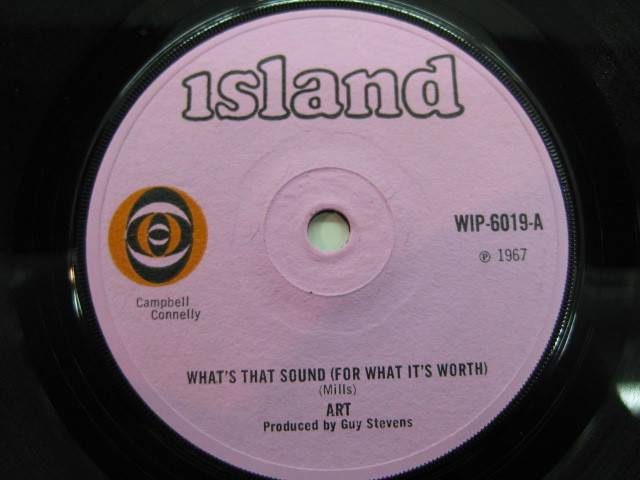 island
WIP-6019-A
℗ 1967
Campbell
Connelly
WHAT'S THAT SOUND (FOR WHAT IT'S WORTH)
(Mills)
ART
Produced by Guy Stevens